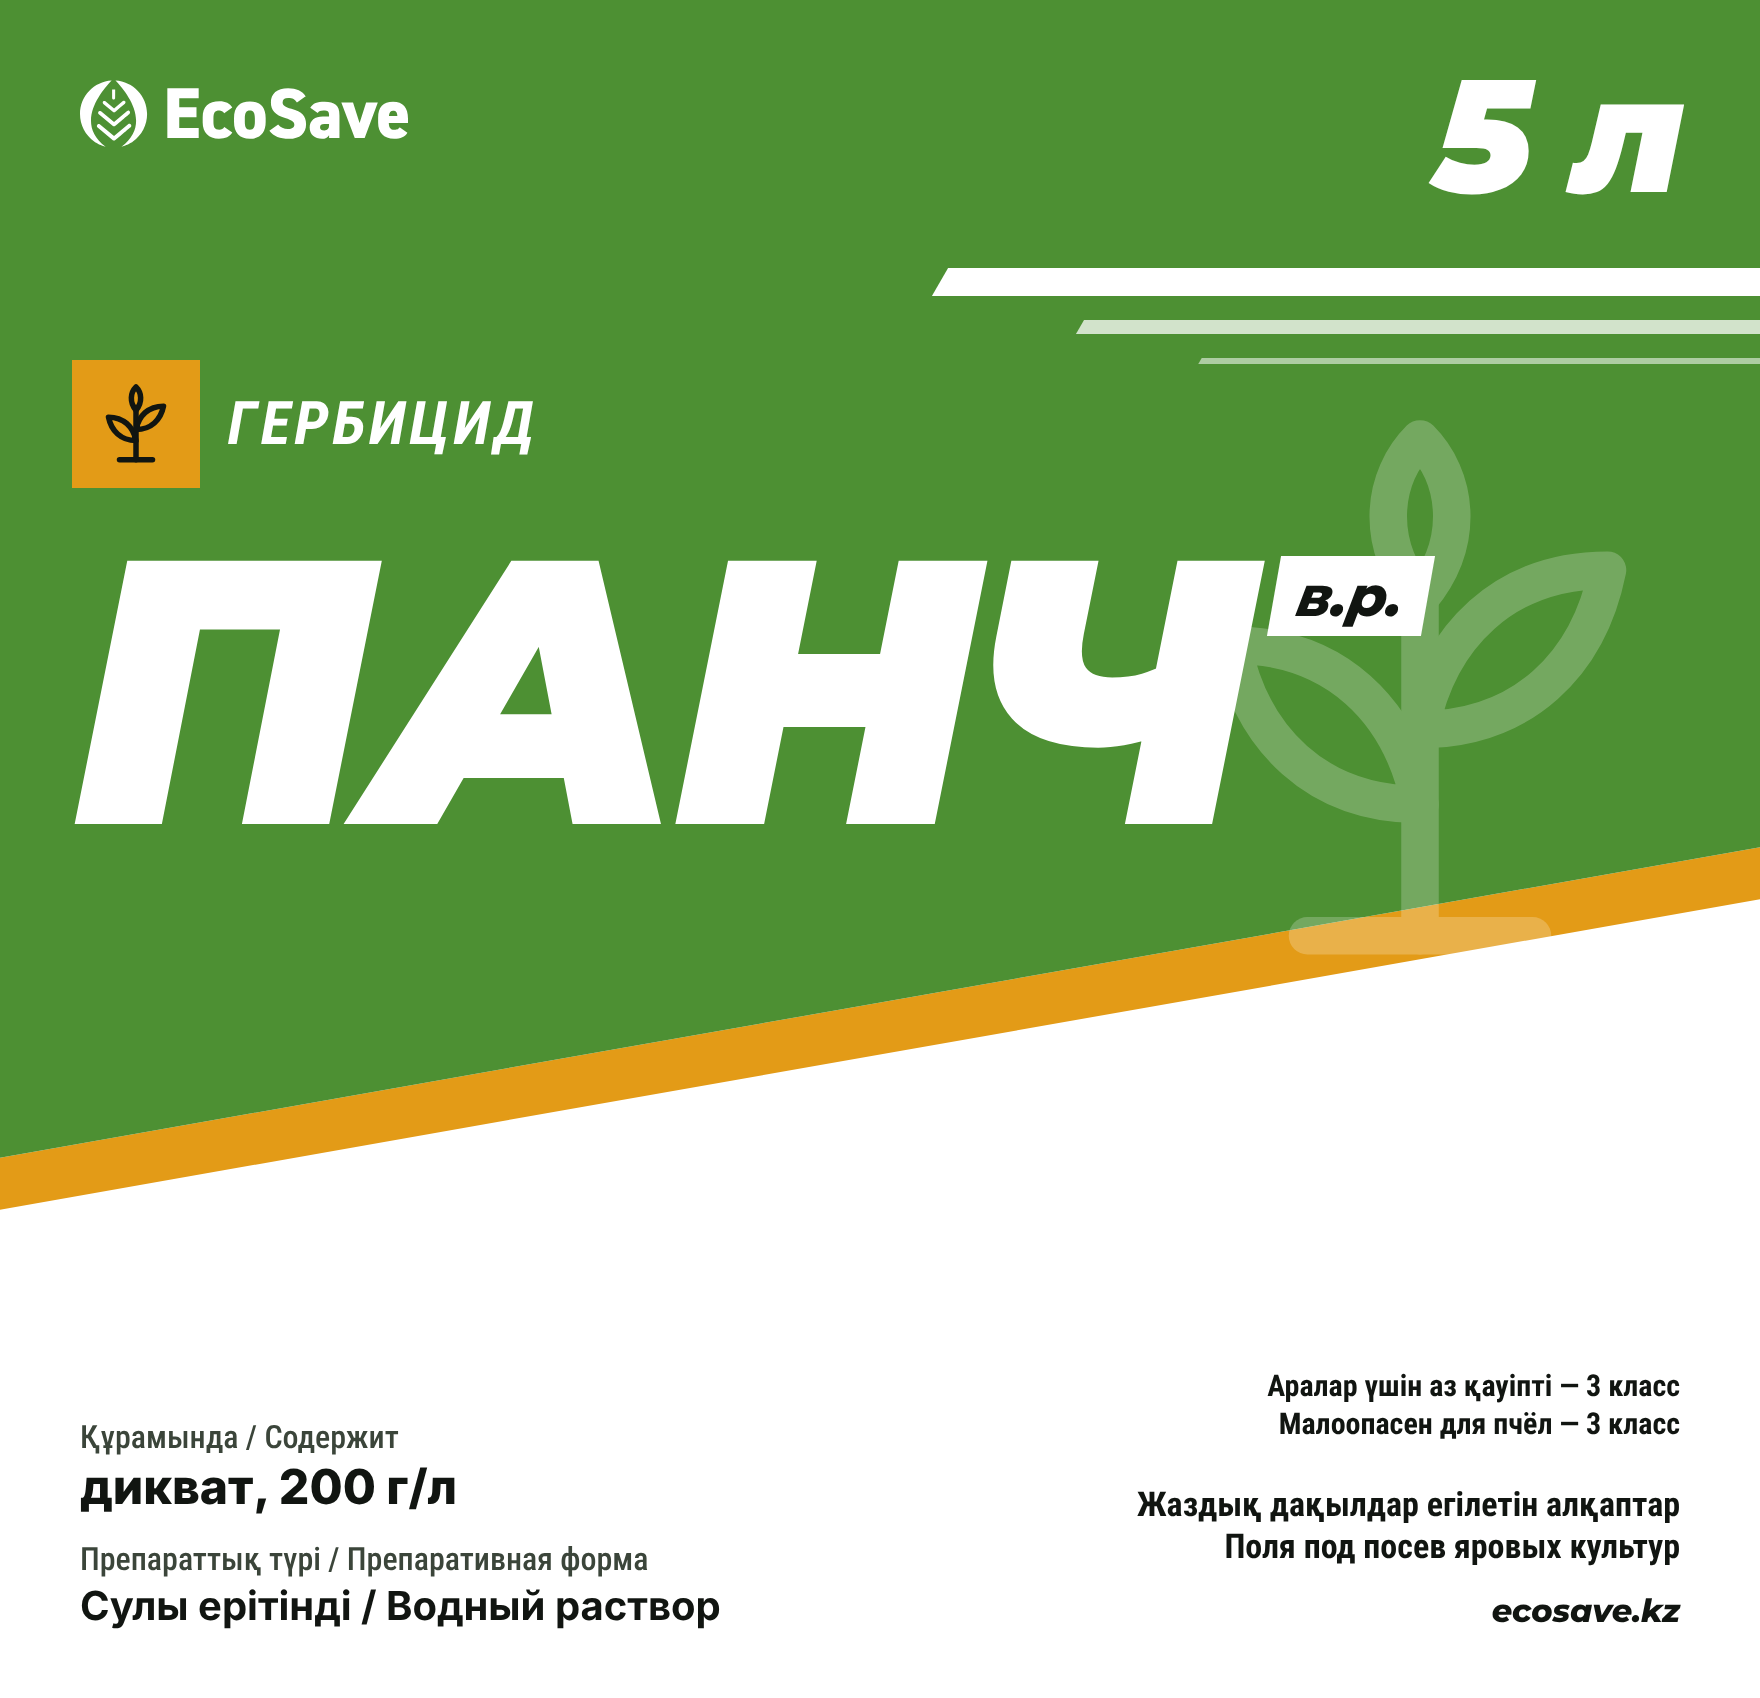 EcoSave
5 л
ГЕРБИЦИД
ПАНЧ
в.р.
Құрамында / Содержит
дикват, 200 г/л
Препараттық түрі / Препаративная форма
Сулы ерітінді / Водный раствор
Аралар үшін аз қауіпті — 3 класс
Малоопасен для пчёл — 3 класс
Жаздық дақылдар егілетін алқаптар
Поля под посев яровых культур
ecosave.kz